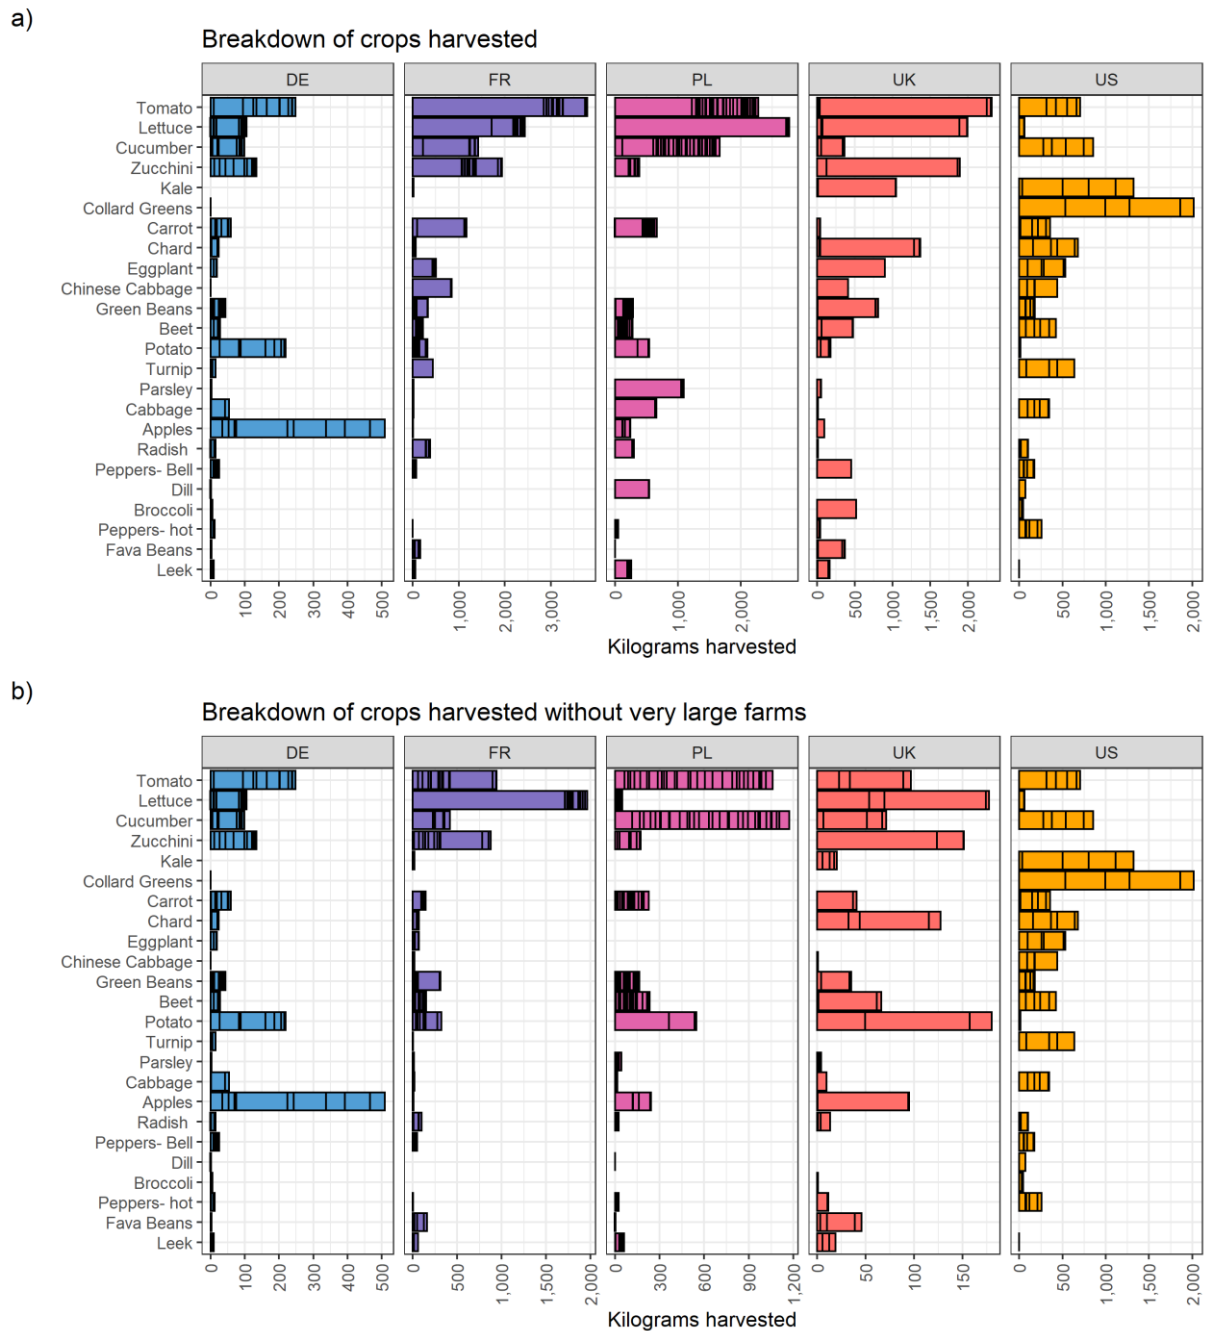 a)
Breakdown of crops harvested
DE FR PL UK US
Tomato
Lettuce
Cucumber
Zucchini
Kale
Collard Greens
Carrot
Chard
Eggplant
Chinese Cabbage
Green Beans
Beet
Potato
Turnip
Parsley
Cabbage
Apples
Radish
Peppers- Bell
Dill
Broccoli
Peppers- hot
Fava Beans
Leek
0 100 200 300 400 500 0 1,000 2,000 3,000 0 1,000 2,000 0 500 1,000 1,500 2,000 0 500 1,000 1,500 2,000
Kilograms harvested
b)
Breakdown of crops harvested without very large farms
DE FR PL UK US
Tomato
Lettuce
Cucumber
Zucchini
Kale
Collard Greens
Carrot
Chard
Eggplant
Chinese Cabbage
Green Beans
Beet
Potato
Turnip
Parsley
Cabbage
Apples
Radish
Peppers- Bell
Dill
Broccoli
Peppers- hot
Fava Beans
Leek
0 100 200 300 400 500 0 500 1,000 1,500 2,000 0 300 600 900 1,200 0 50 100 150 0 500 1,000 1,500 2,000
Kilograms harvested